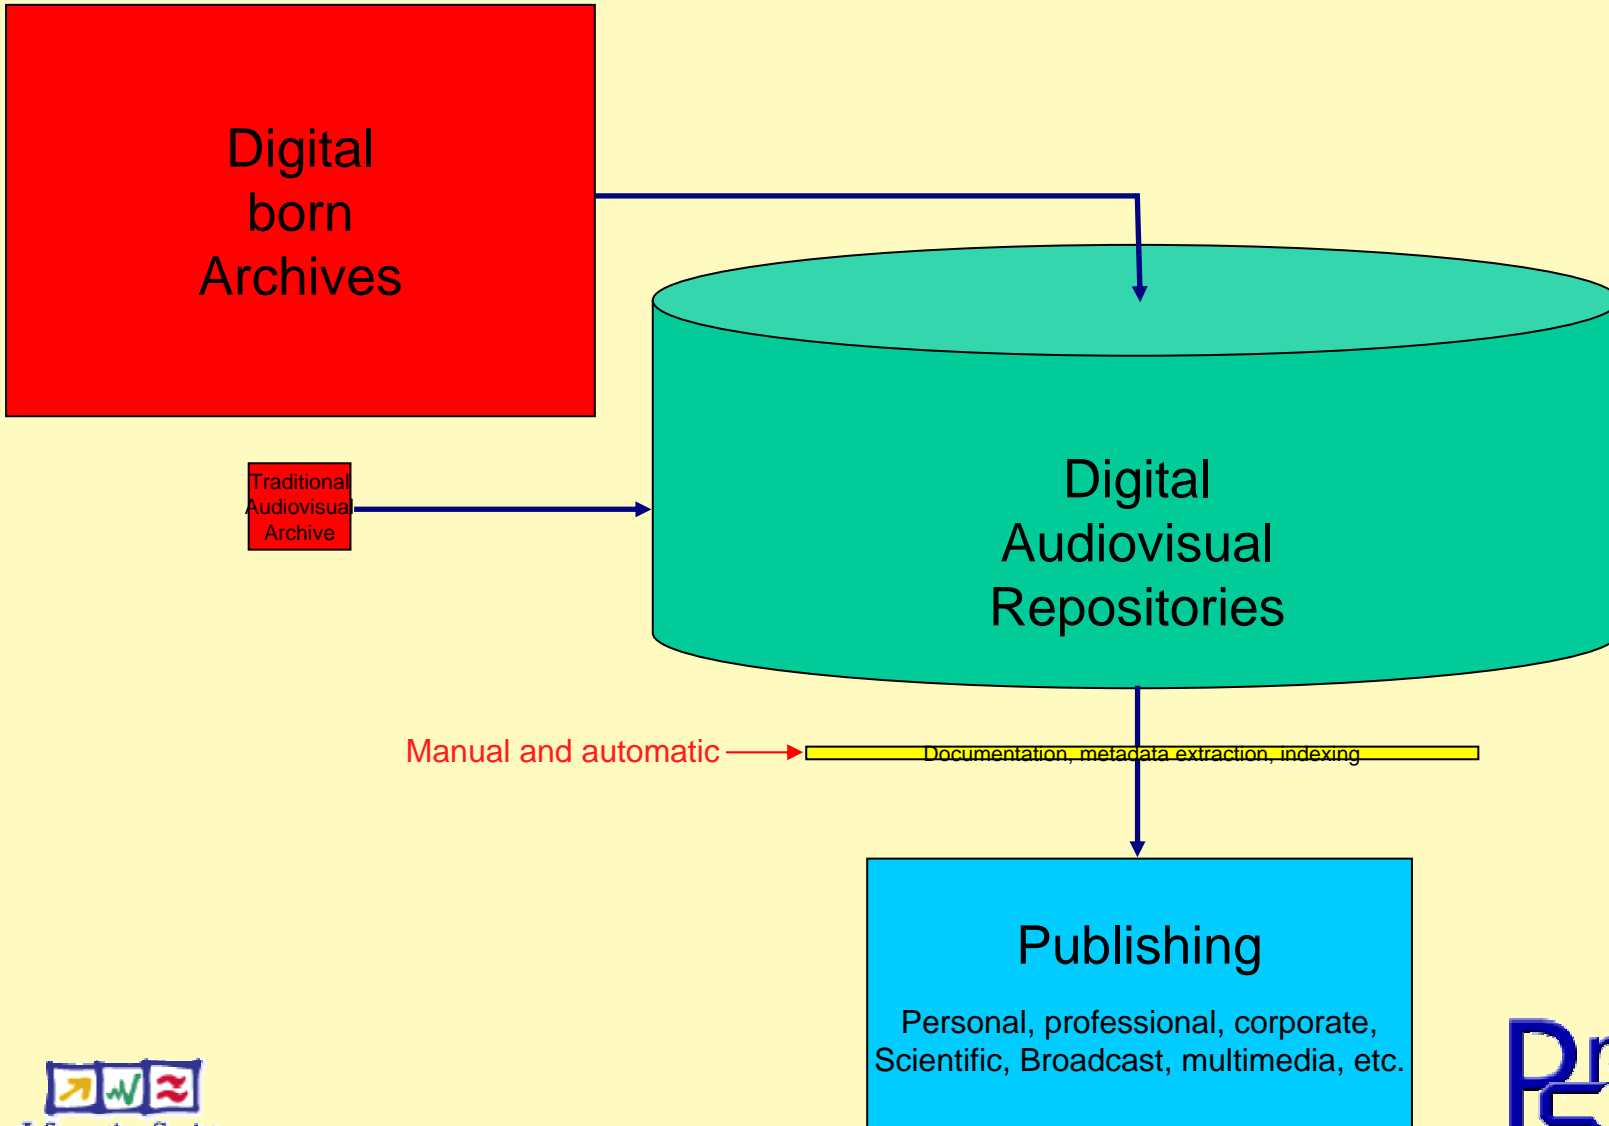 Digital
born
Archives
Traditional
Audiovisual
Archive
Digital
Audiovisual
Repositories
Manual and automatic
Documentation, metadata extraction, indexing
Publishing
Personal, professional, corporate,
Scientific, Broadcast, multimedia, etc.